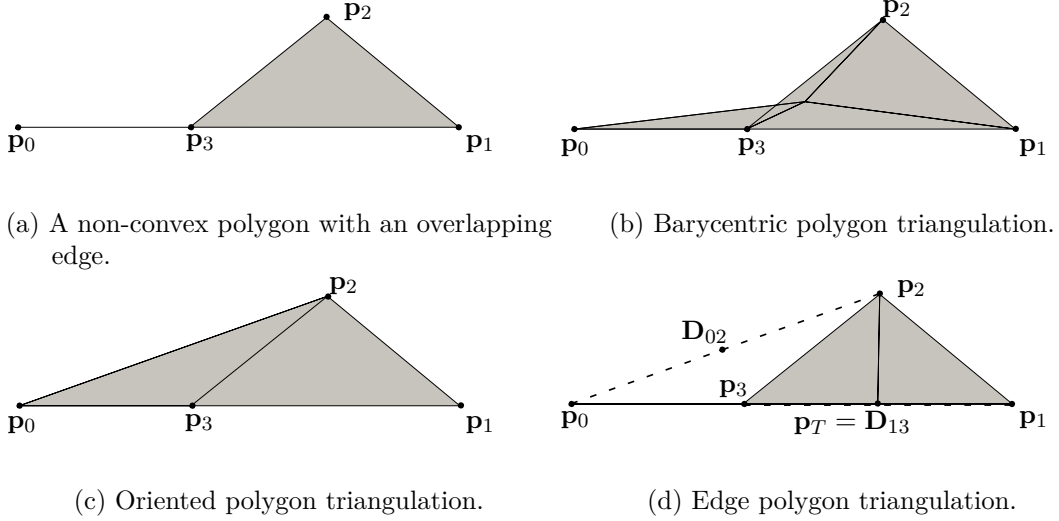 p2
p0
p3
p1
(a) A non-convex polygon with an overlapping
edge.
p2
p0
p3
p1
(b) Barycentric polygon triangulation.
p2
p0
p3
p1
(c) Oriented polygon triangulation.
p2
D02
p3
p0
pT = D13
p1
(d) Edge polygon triangulation.